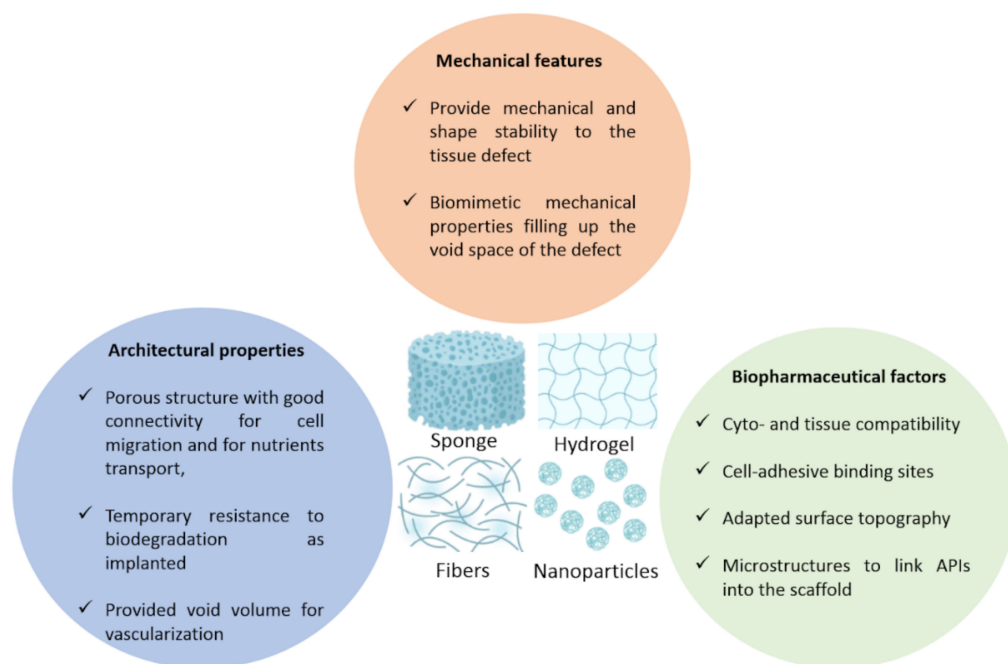 Mechanical features
✓ Provide mechanical and
shape stability to the
tissue defect
✓ Biomimetic mechanical
properties filling up the
void space of the defect
Architectural properties
✓ Porous structure with good
connectivity for cell
migration and for nutrients
transport,
✓ Temporary resistance to
biodegradation as
implanted
✓ Provided void volume for
vascularization
Sponge
Hydrogel
Fibers
Nanoparticles
Biopharmaceutical factors
✓ Cyto- and tissue compatibility
✓ Cell-adhesive binding sites
✓ Adapted surface topography
✓ Microstructures to link APIs
into the scaffold